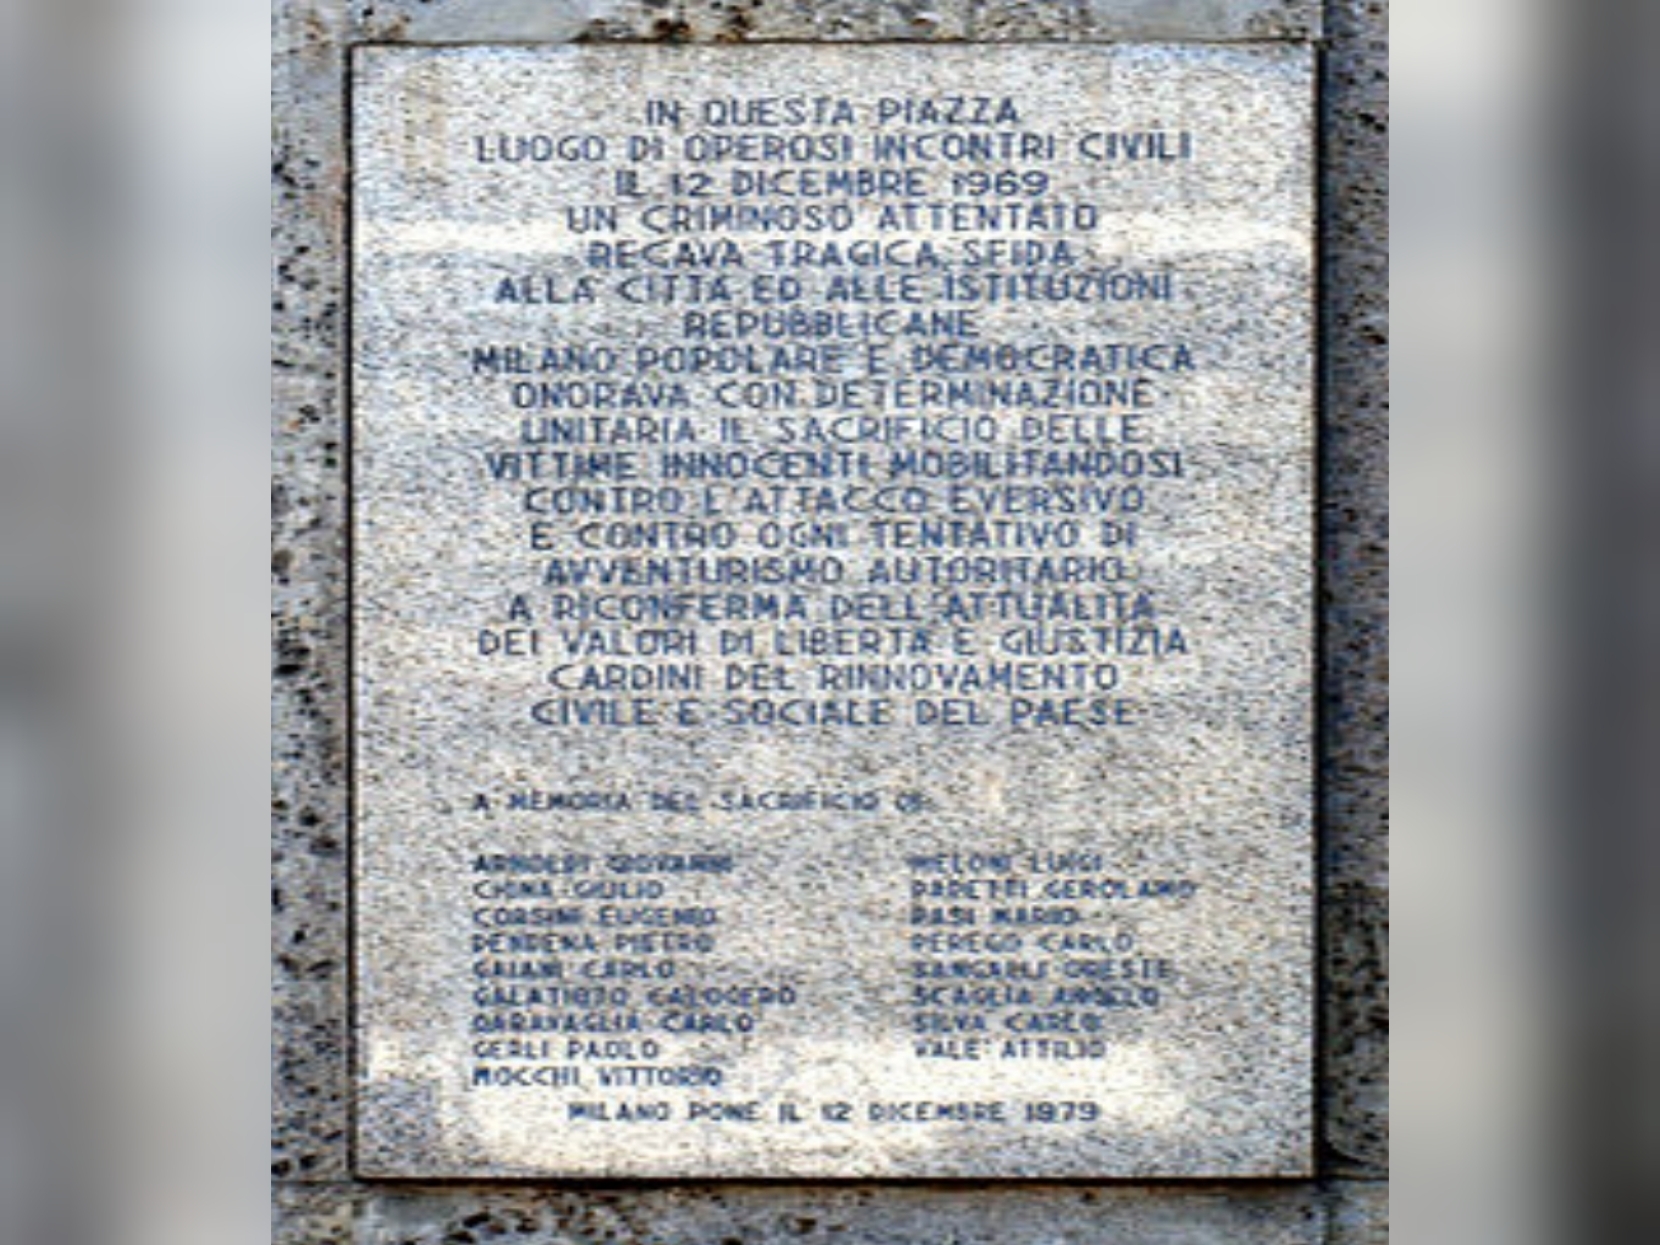 IN QUESTA PIAZZA
LUOGO DI OPEROSI INCONTRI CIVILI
IL 12 DICEMBRE 1969
UN CRIMINOSO ATTENTATO
RECAVA TRAGICA SFIDA
ALLA CITTÀ ED ALLE ISTITUZIONI
REPUBBLICANE
MILANO POPOLARE E DEMOCRATICA
ONORAVA CON DETERMINAZIONE
UNITARIA IL SACRIFICIO DELLE
VITTIME INNOCENTI MOBILITANDOSI
CONTRO L'ATTACCO EVERSIVO
E CONTRO OGNI TENTATIVO DI
AVVENTURISMO AUTORITARIO
A RICONFERMA DELL'ATTUALITÀ
DEI VALORI DI LIBERTÀ E GIUSTIZIA
CARDINI DEL RINNOVAMENTO
CIVILE E SOCIALE DEL PAESE
A MEMORIA DEL SACRIFICIO DI:
ARNOLDI GIOVANNI
CHINA GIULIO
CORSINI EUGENIO
DENDENA PIETRO
GAIANI CARLO
GALATIOTO CALOGERO
GARAVAGLIA CARLO
GERLI PAOLO
MOCCHI VITTORIO
MELONI LUIGI
PAPETTI GEROLAMO
PASI MARIO
PEREGO CARLO
SANGALLI ORESTE
SCAGLIA ANGELO
SILVA CARLO
VALE' ATTILIO
MILANO PONE IL 12 DICEMBRE 1979